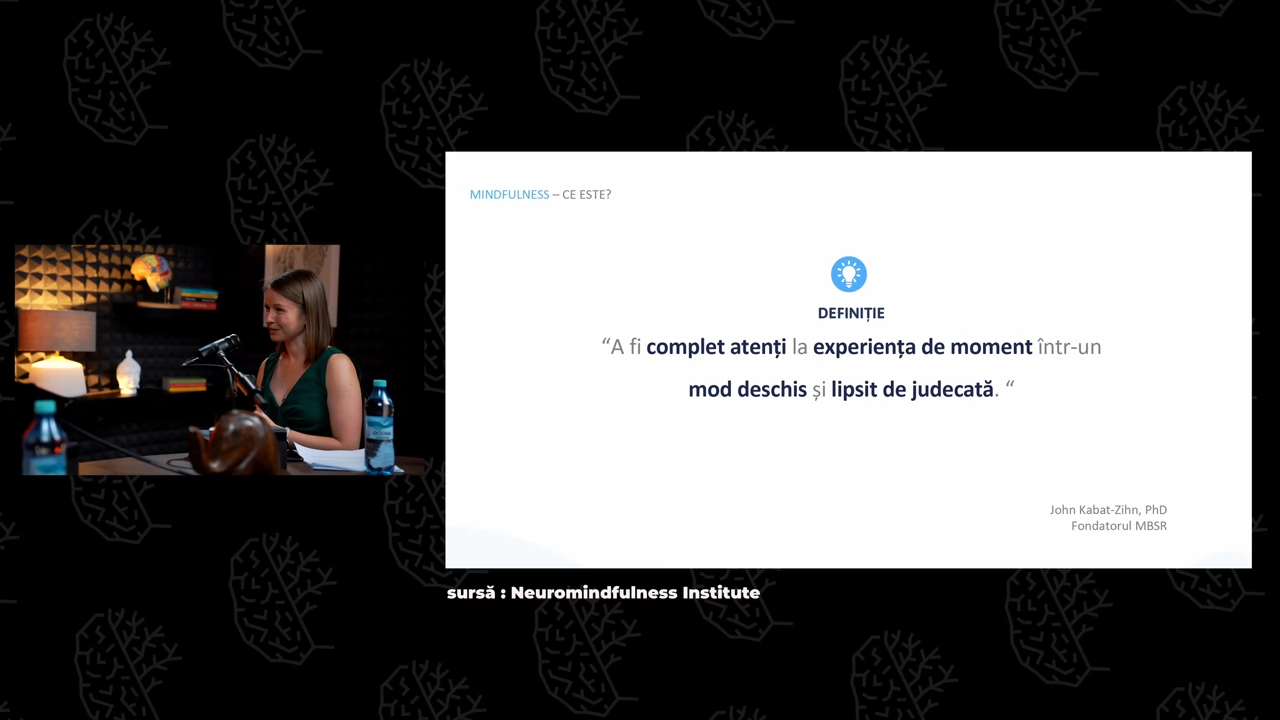 MINDFULNESS – CE ESTE?
DEFINIȚIE
“A fi complet atenți la experiența de moment într-un
mod deschis și lipsit de judecată. “
John Kabat-Zihn, PhD
Fondatorul MBSR
sursă : Neuromindfulness Institute